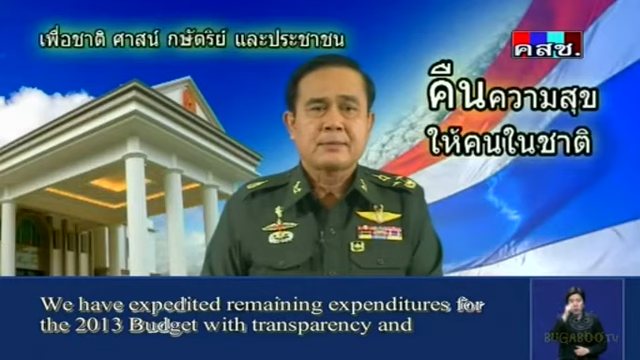 เพื่อชาติ ศาสน์ กษัตริย์ และประชาชน
คสช.
คืนความสุข
ให้คนในชาติ
We have expedited remaining expenditures for
the 2013 Budget with transparency and
BUGABOO TV